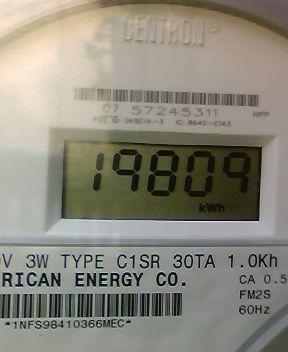 CENTRON®
07 57245311 HPP
19809
kWh
V 3W TYPE C1SR 30TA 1.0Kh
RICAN ENERGY CO. CA 0.5
FM2S
60Hz
*1NFS98410366MEC*